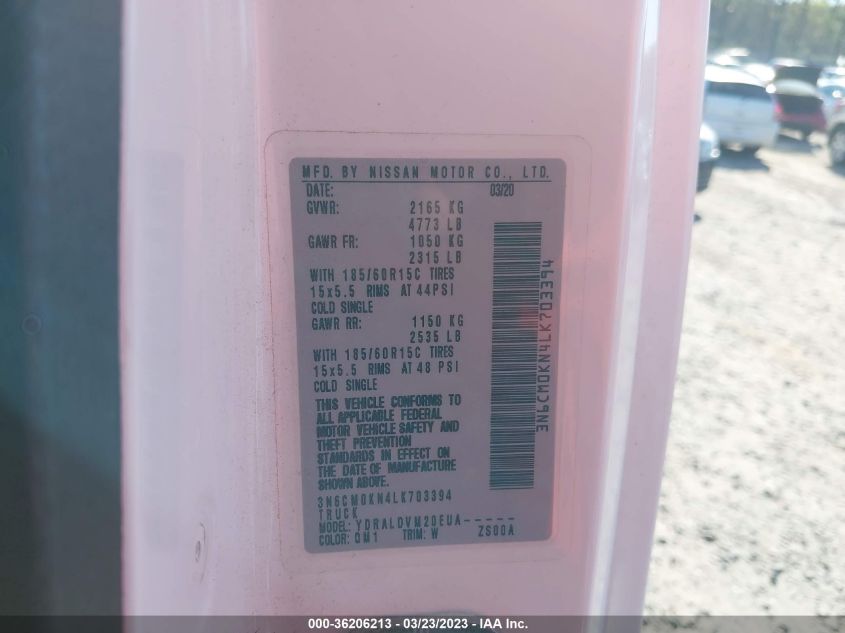 MFD. BY NISSAN MOTOR CO., LTD.
DATE: 03/20
GVWR: 2165 KG
4773 LB
GAWR FR: 1050 KG
2315 LB
WITH 185/60R15C TIRES
15x5.5 RIMS AT 44PSI
COLD SINGLE
GAWR RR: 1150 KG
2535 LB
WITH 185/60R15C TIRES
15x5.5 RIMS AT 48 PSI
COLD SINGLE
THIS VEHICLE CONFORMS TO
ALL APPLICABLE FEDERAL
MOTOR VEHICLE SAFETY AND
THEFT PREVENTION
STANDARDS IN EFFECT ON
THE DATE OF MANUFACTURE
SHOWN ABOVE.
3N6CM0KN4LK703394
TRUCK
MODEL: YDRALDVM20EUA-----
COLOR: QM1 TRIM: W ZS00A
3N6CM0KN4LK703394
000-36206213 - 03/23/2023 - IAA Inc.